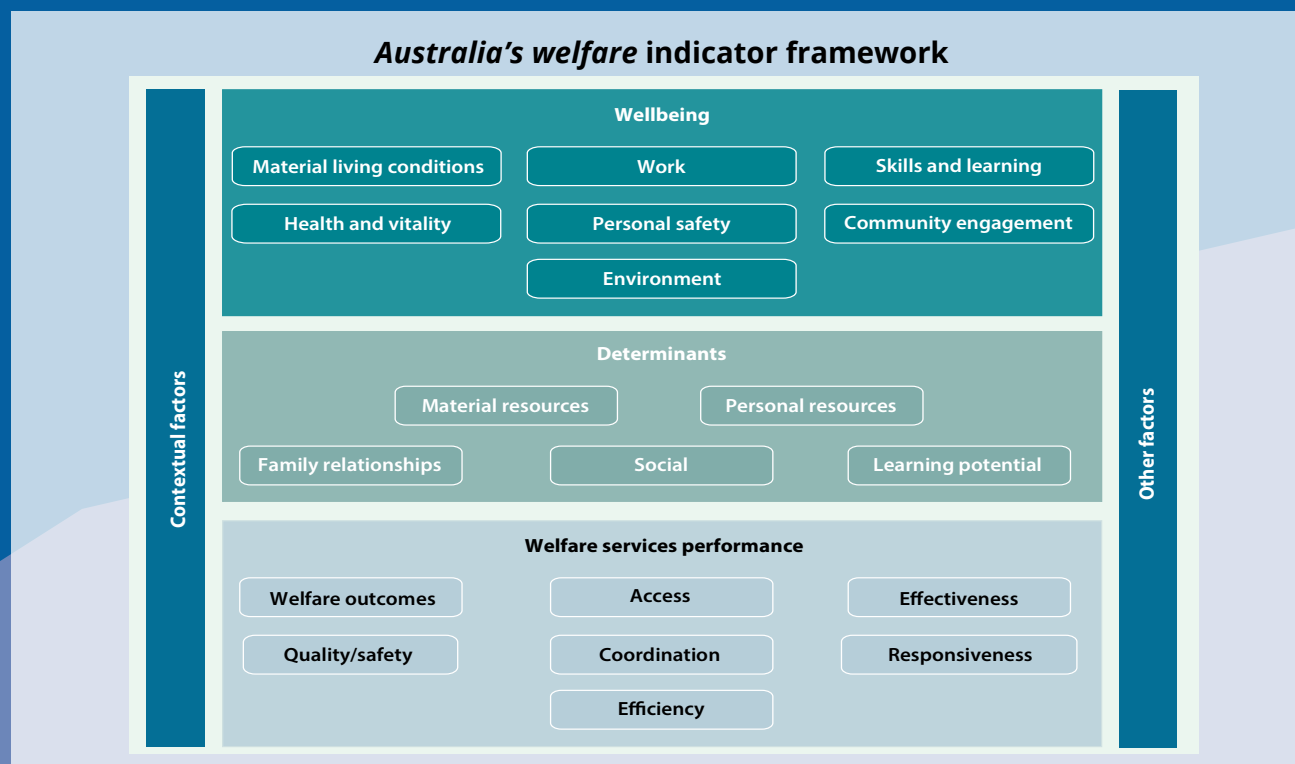 Australia's welfare indicator framework
Contextual factors
Wellbeing
Material living conditions
Work
Skills and learning
Health and vitality
Personal safety
Community engagement
Environment
Determinants
Material resources
Personal resources
Family relationships
Social
Learning potential
Welfare services performance
Welfare outcomes
Access
Effectiveness
Quality/safety
Coordination
Responsiveness
Efficiency
Other factors